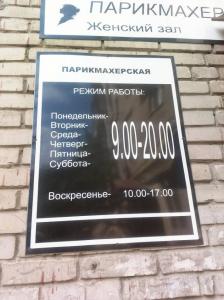 ПАРИКМАХЕР
Женский зал
ПАРИКМАХЕРСКАЯ
РЕЖИМ РАБОТЫ:
Понедельник-
Вторник-
Среда-
Четверг-
Пятница-
Суббота-
9.00-20.00
Воскресенье- 10.00-17.00